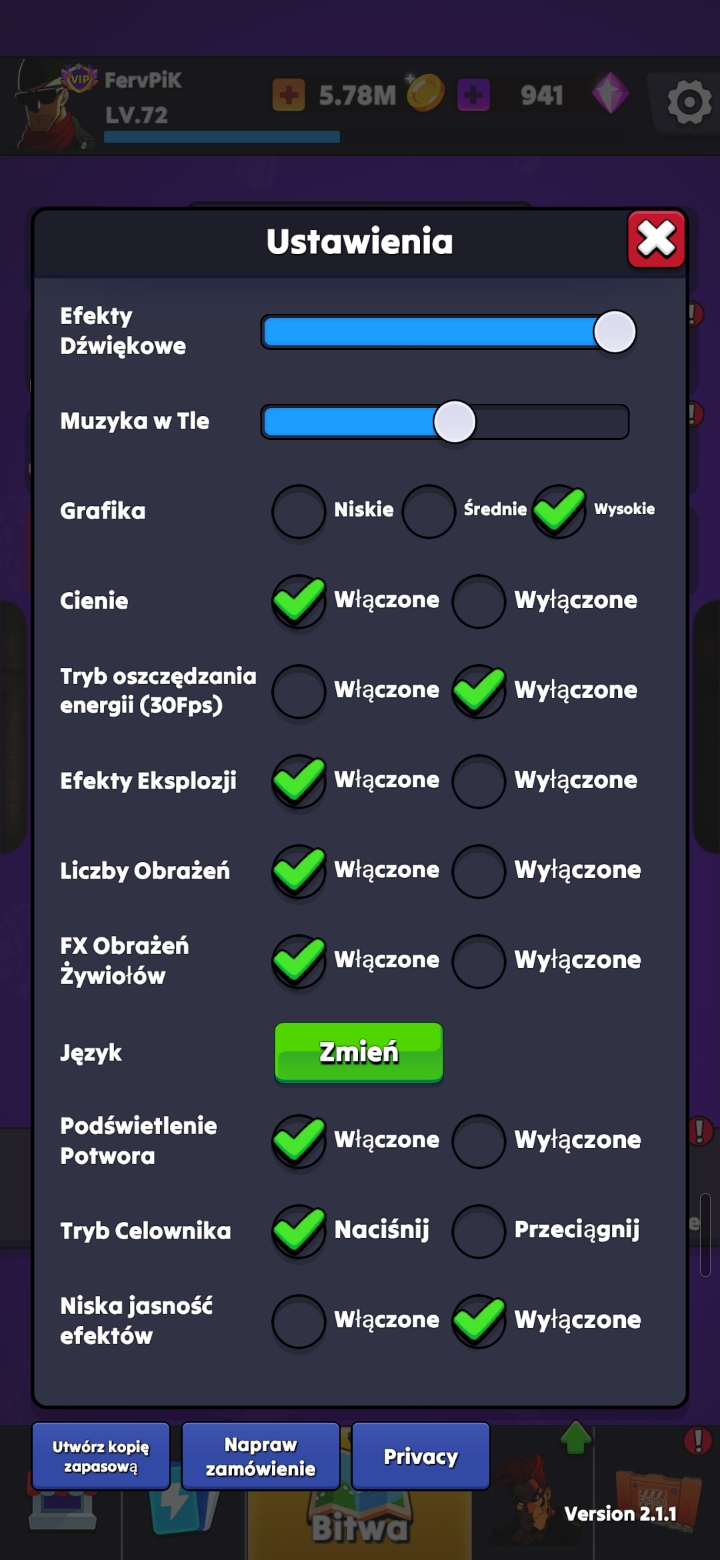 VIP
FervPiK
5.78M
941
LV.72
Ustawienia
Efekty
Dźwiękowe
Muzyka w Tle
Grafika Niskie Średnie Wysokie
Cienie Włączone Wyłączone
Tryb oszczędzania
energii (30Fps)
Włączone Wyłączone
Efekty Eksplozji Włączone Wyłączone
Liczby Obrażeń Włączone Wyłączone
FX Obrażeń
Żywiołów
Włączone Wyłączone
Język Zmień
Podświetlenie
Potwora
Włączone Wyłączone
Tryb Celownika Naciśnij Przeciągnij
Niska jasność
efektów
Włączone Wyłączone
Utwórz kopię
zapasową
Napraw
zamówienie
Privacy
Version 2.1.1
Bitwa